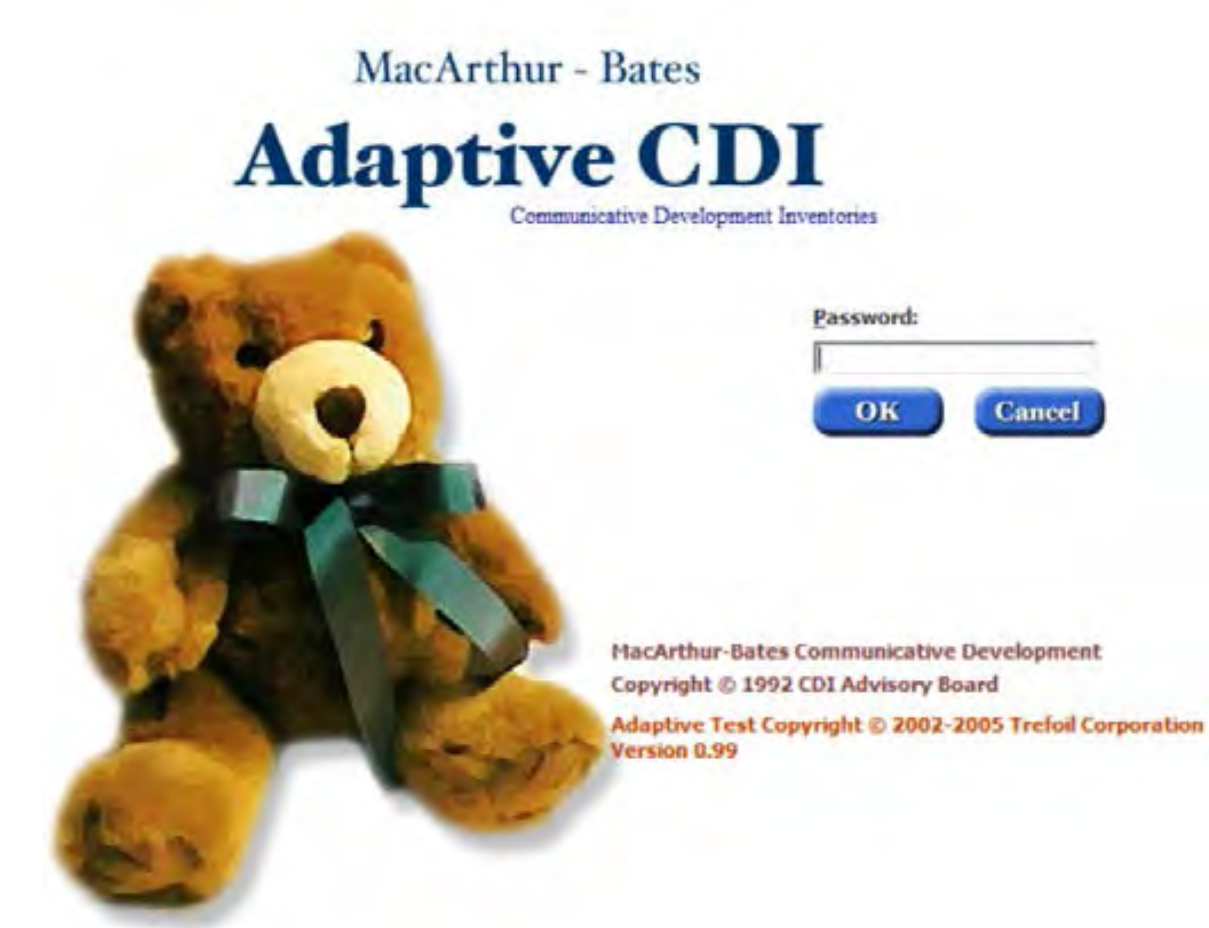 MacArthur - Bates
Adaptive CDI
Communicative Development Inventories
Password:
OK
Cancel
MacArthur-Bates Communicative Development
Copyright © 1992 CDI Advisory Board
Adaptive Test Copyright © 2002-2005 Trefoil Corporation
Version 0.99